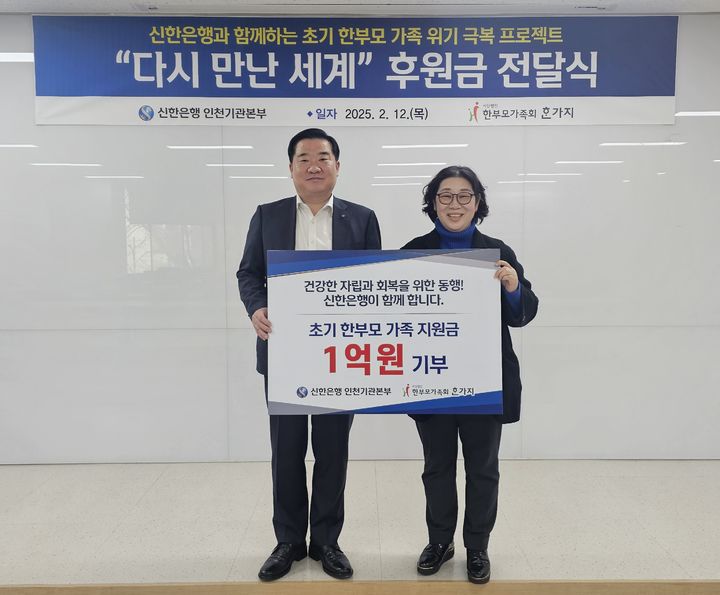 신한은행과 함께하는 초기 한부모 가족 위기 극복 프로젝트
“다시 만난 세계” 후원금 전달식
신한은행 인천기관본부 ◆ 일자 2025. 2. 12.(목) 한부모가족회 한가지
건강한 자립과 회복을 위한 동행!
신한은행이 함께 합니다.
초기 한부모 가족 지원금
1억원 기부
신한은행 인천기관본부 한부모가족회 한가지